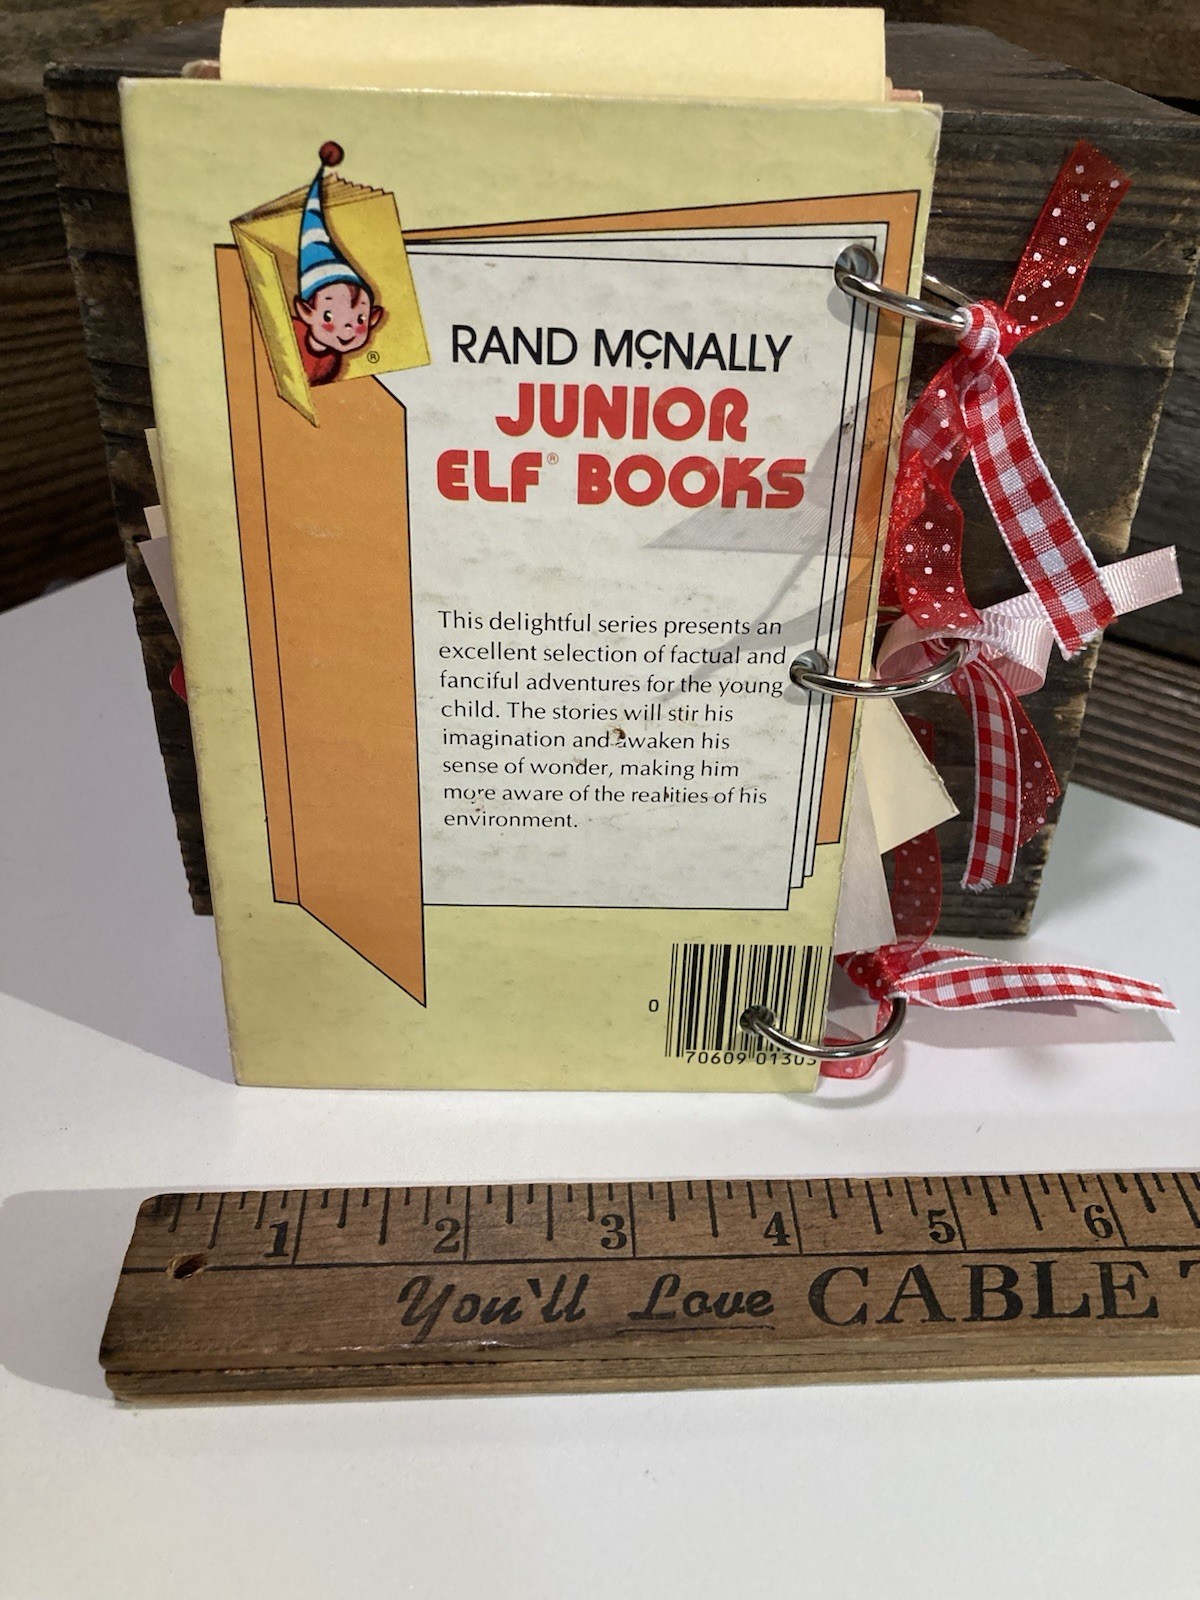 ®
RAND McNALLY
JUNIOR
ELF® BOOKS
This delightful series presents an
excellent selection of factual and
fanciful adventures for the young
child. The stories will stir his
imagination and awaken his
sense of wonder, making him
more aware of the realities of his
environment.
0
70609 01303
1 2 3 4 5 6
You'll Love CABLE